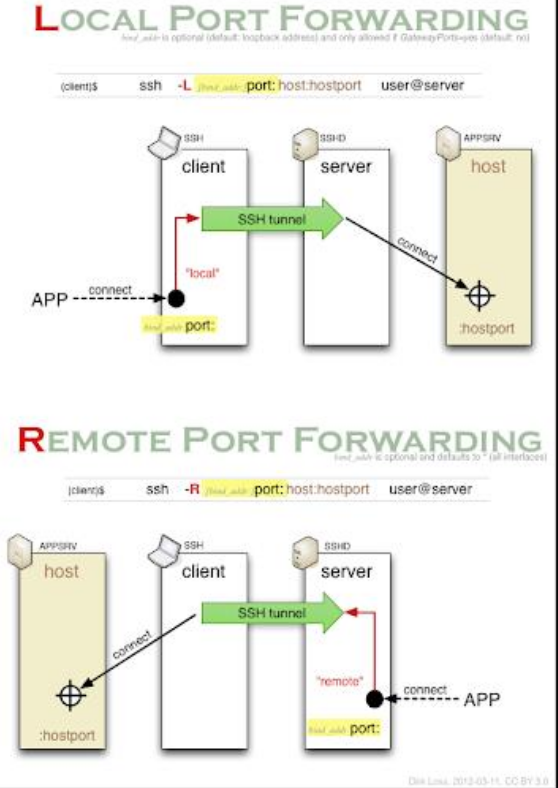 LOCAL PORT FORWARDING
bind_addr is optional (default: loopback address) and only allowed if GatewayPorts=yes (default: no)
(client)$ ssh -L [bind_addr:]port:host:hostport user@server
SSH SSHD APPSRV
client server host
SSH tunnel
connect
"local"
APP connect
bind_addr: port:
:hostport
REMOTE PORT FORWARDING
bind_addr is optional and defaults to * (all interfaces)
(client)$ ssh -R [bind_addr:]port:host:hostport user@server
APPSRV SSH SSHD
host client server
SSH tunnel
connect
"remote"
connect APP
bind_addr: port:
:hostport
Dirk Loss, 2012-03-11, CC BY 3.0